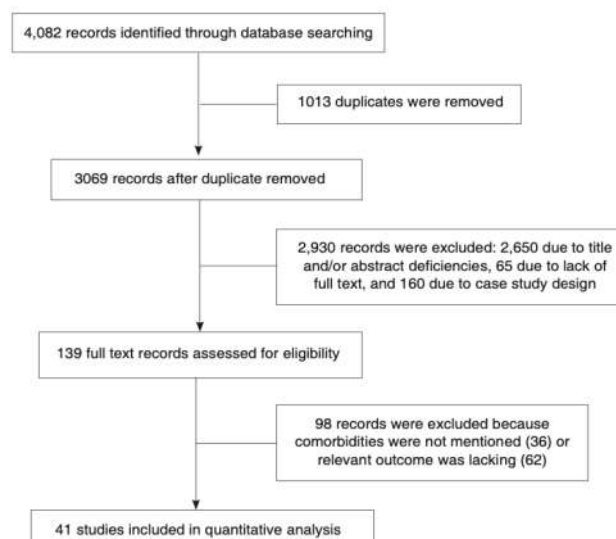 4,082 records identified through database searching
1013 duplicates were removed
3069 records after duplicate removed
2,930 records were excluded: 2,650 due to title
and/or abstract deficiencies, 65 due to lack of
full text, and 160 due to case study design
139 full text records assessed for eligibility
98 records were excluded because
comorbidities were not mentioned (36) or
relevant outcome was lacking (62)
41 studies included in quantitative analysis